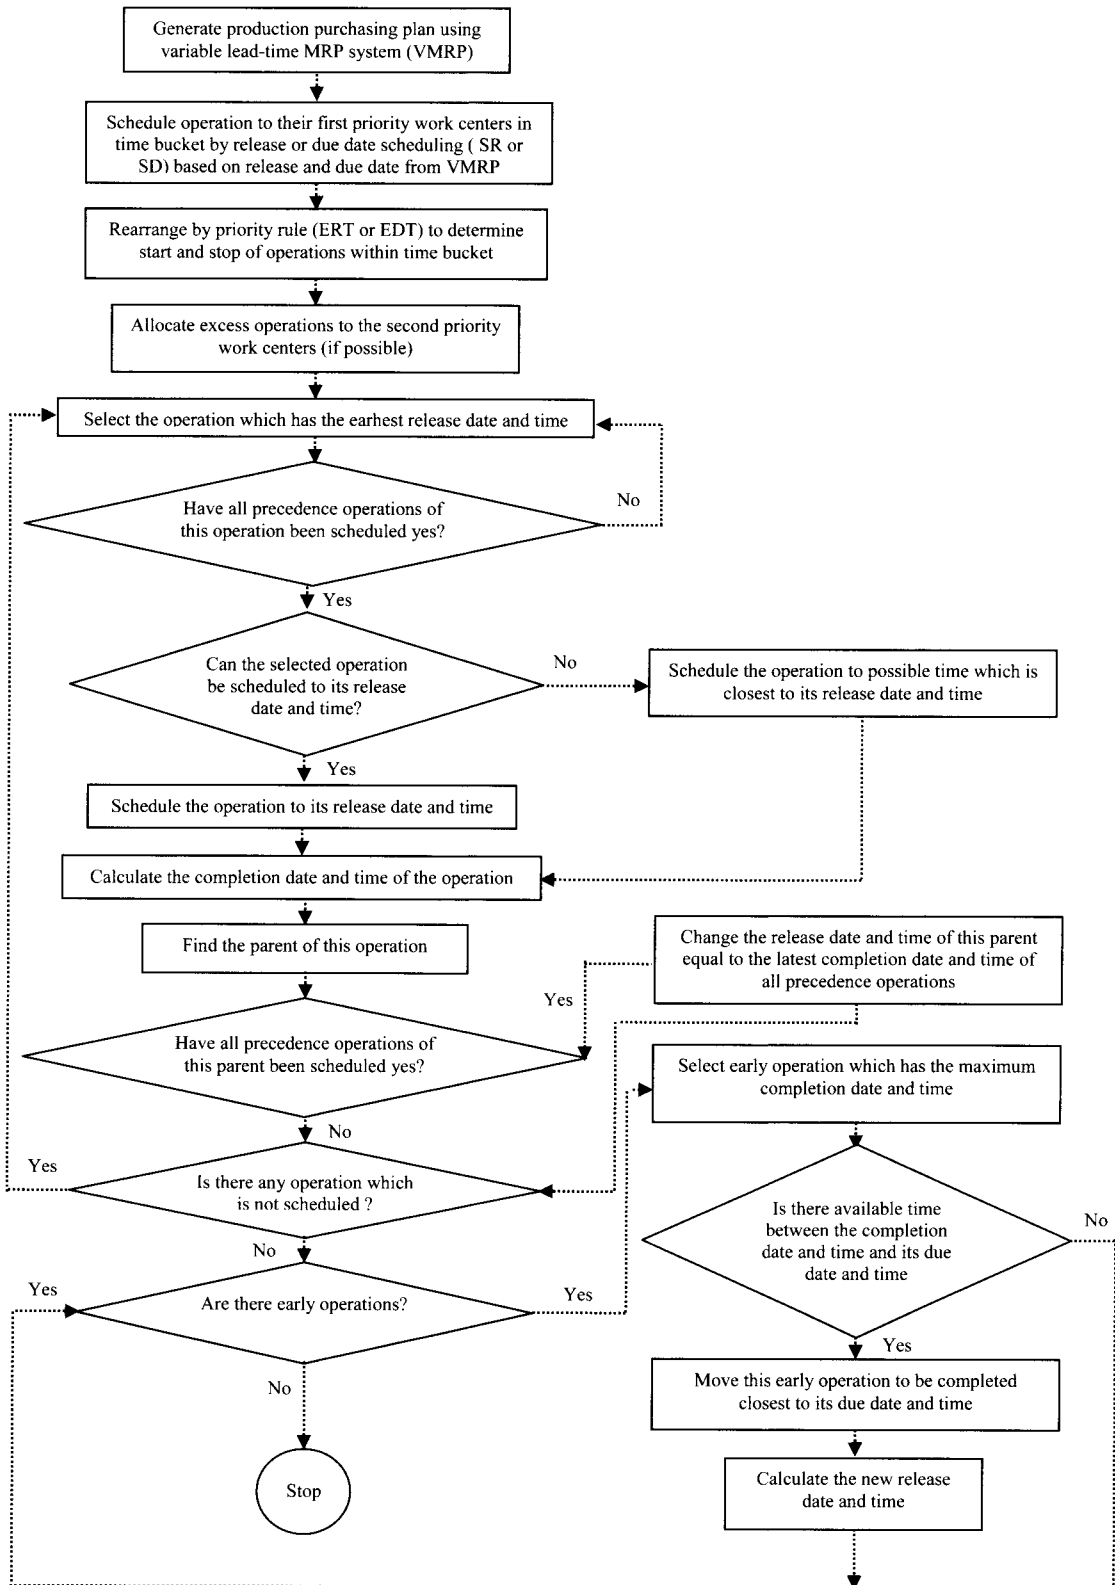 Generate production purchasing plan using
variable lead-time MRP system (VMRP)
Schedule operation to their first priority work centers in
time bucket by release or due date scheduling ( SR or
SD) based on release and due date from VMRP
Rearrange by priority rule (ERT or EDT) to determine
start and stop of operations within time bucket
Allocate excess operations to the second priority
work centers (if possible)
Select the operation which has the earhest release date and time
No
Have all precedence operations of
this operation been scheduled yes?
Yes
Can the selected operation
be scheduled to its release
date and time?
No
Schedule the operation to possible time which is
closest to its release date and time
Yes
Schedule the operation to its release date and time
Calculate the completion date and time of the operation
Find the parent of this operation
Change the release date and time of this parent
equal to the latest completion date and time of
all precedence operations
Yes
Have all precedence operations of
this parent been scheduled yes?
Select early operation which has the maximum
completion date and time
No
Yes
Is there any operation which
is not scheduled ?
Is there available time
between the completion
date and time and its due
date and time
No
No
Yes
Are there early operations?
Yes
Yes
Move this early operation to be completed
closest to its due date and time
No
Stop
Calculate the new release
date and time